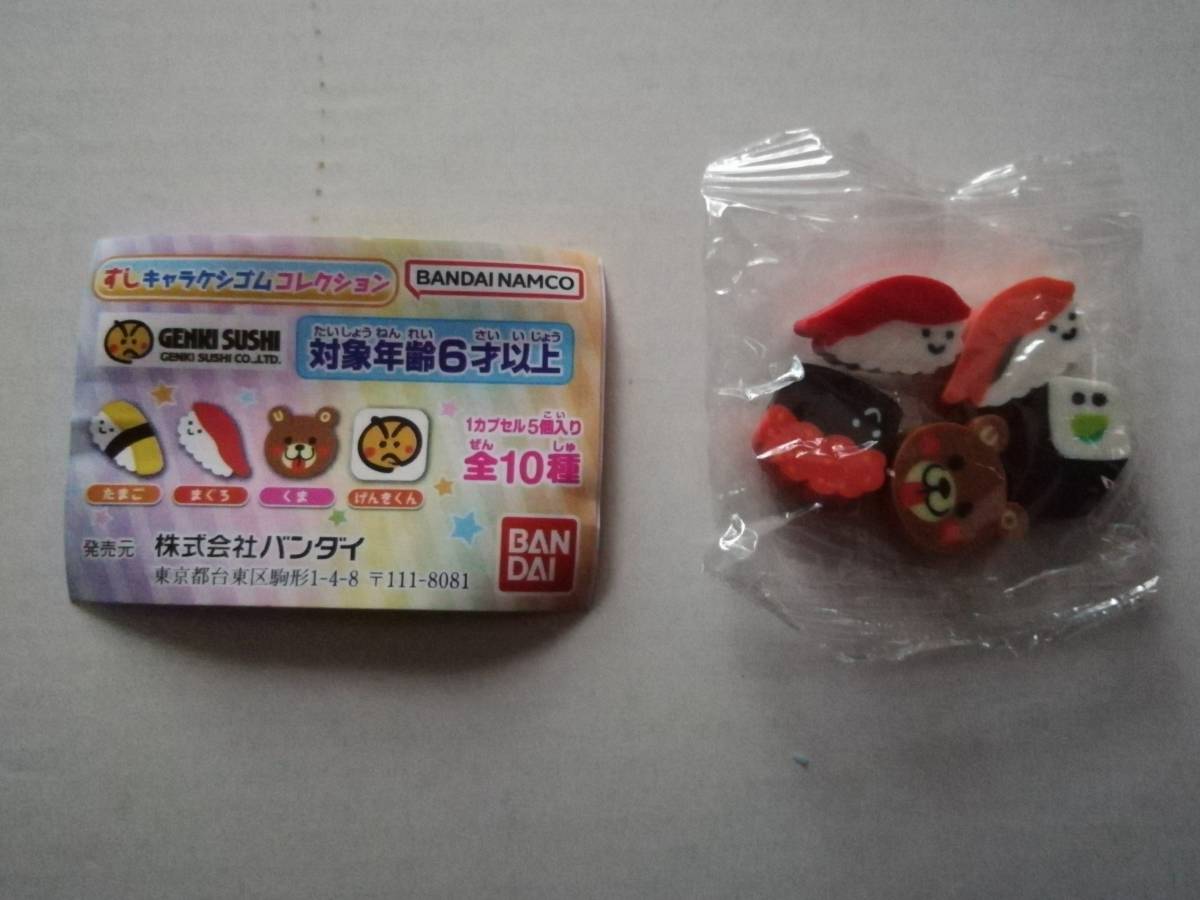 すしキャラケシゴムコレクション
BANDAI NAMCO
GENKI SUSHI
GENKI SUSHI CO.,LTD.
たいしょう ねん れい さい いじょう
対象年齢6才以上
1カプセル5個入り
こい
ぜん しゅ
全10種
たまご
まぐろ
くま
げんきくん
発売元 株式会社バンダイ
東京都台東区駒形1-4-8 〒111-8081
BAN
DAI